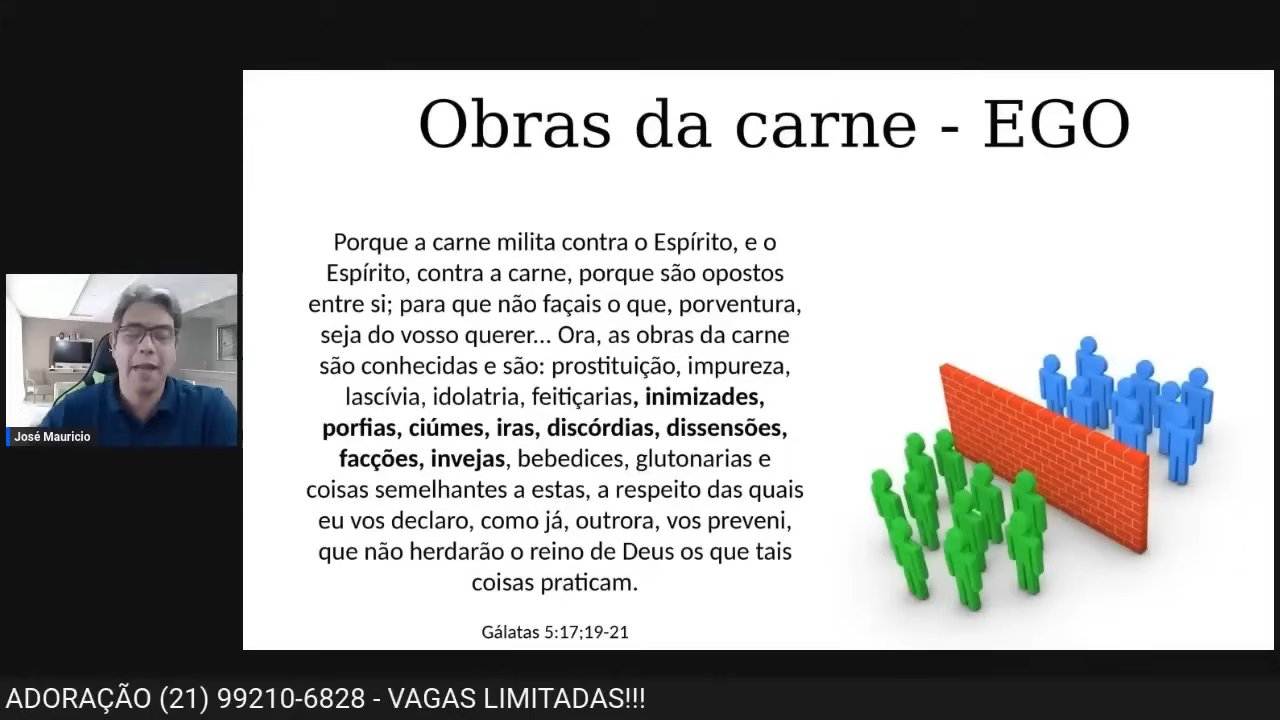 Obras da carne - EGO
Porque a carne milita contra o Espírito, e o
Espírito, contra a carne, porque são opostos
entre si; para que não façais o que, porventura,
seja do vosso querer... Ora, as obras da carne
são conhecidas e são: prostituição, impureza,
lascívia, idolatria, feitiçarias, inimizades,
porfias, ciúmes, iras, discórdias, dissensões,
facções, invejas, bebedices, glutonarias e
coisas semelhantes a estas, a respeito das quais
eu vos declaro, como já, outrora, vos preveni,
que não herdarão o reino de Deus os que tais
coisas praticam.
Gálatas 5:17;19-21
José Mauricio
ADORAÇÃO (21) 99210-6828 - VAGAS LIMITADAS!!!